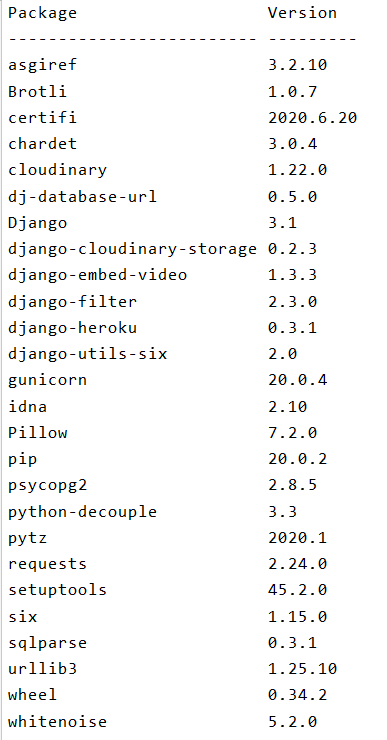 Package Version
------------------------- ---------
asgiref 3.2.10
Brotli 1.0.7
certifi 2020.6.20
chardet 3.0.4
cloudinary 1.22.0
dj-database-url 0.5.0
Django 3.1
django-cloudinary-storage 0.2.3
django-embed-video 1.3.3
django-filter 2.3.0
django-heroku 0.3.1
django-utils-six 2.0
gunicorn 20.0.4
idna 2.10
Pillow 7.2.0
pip 20.0.2
psycopg2 2.8.5
python-decouple 3.3
pytz 2020.1
requests 2.24.0
setuptools 45.2.0
six 1.15.0
sqlparse 0.3.1
urllib3 1.25.10
wheel 0.34.2
whitenoise 5.2.0